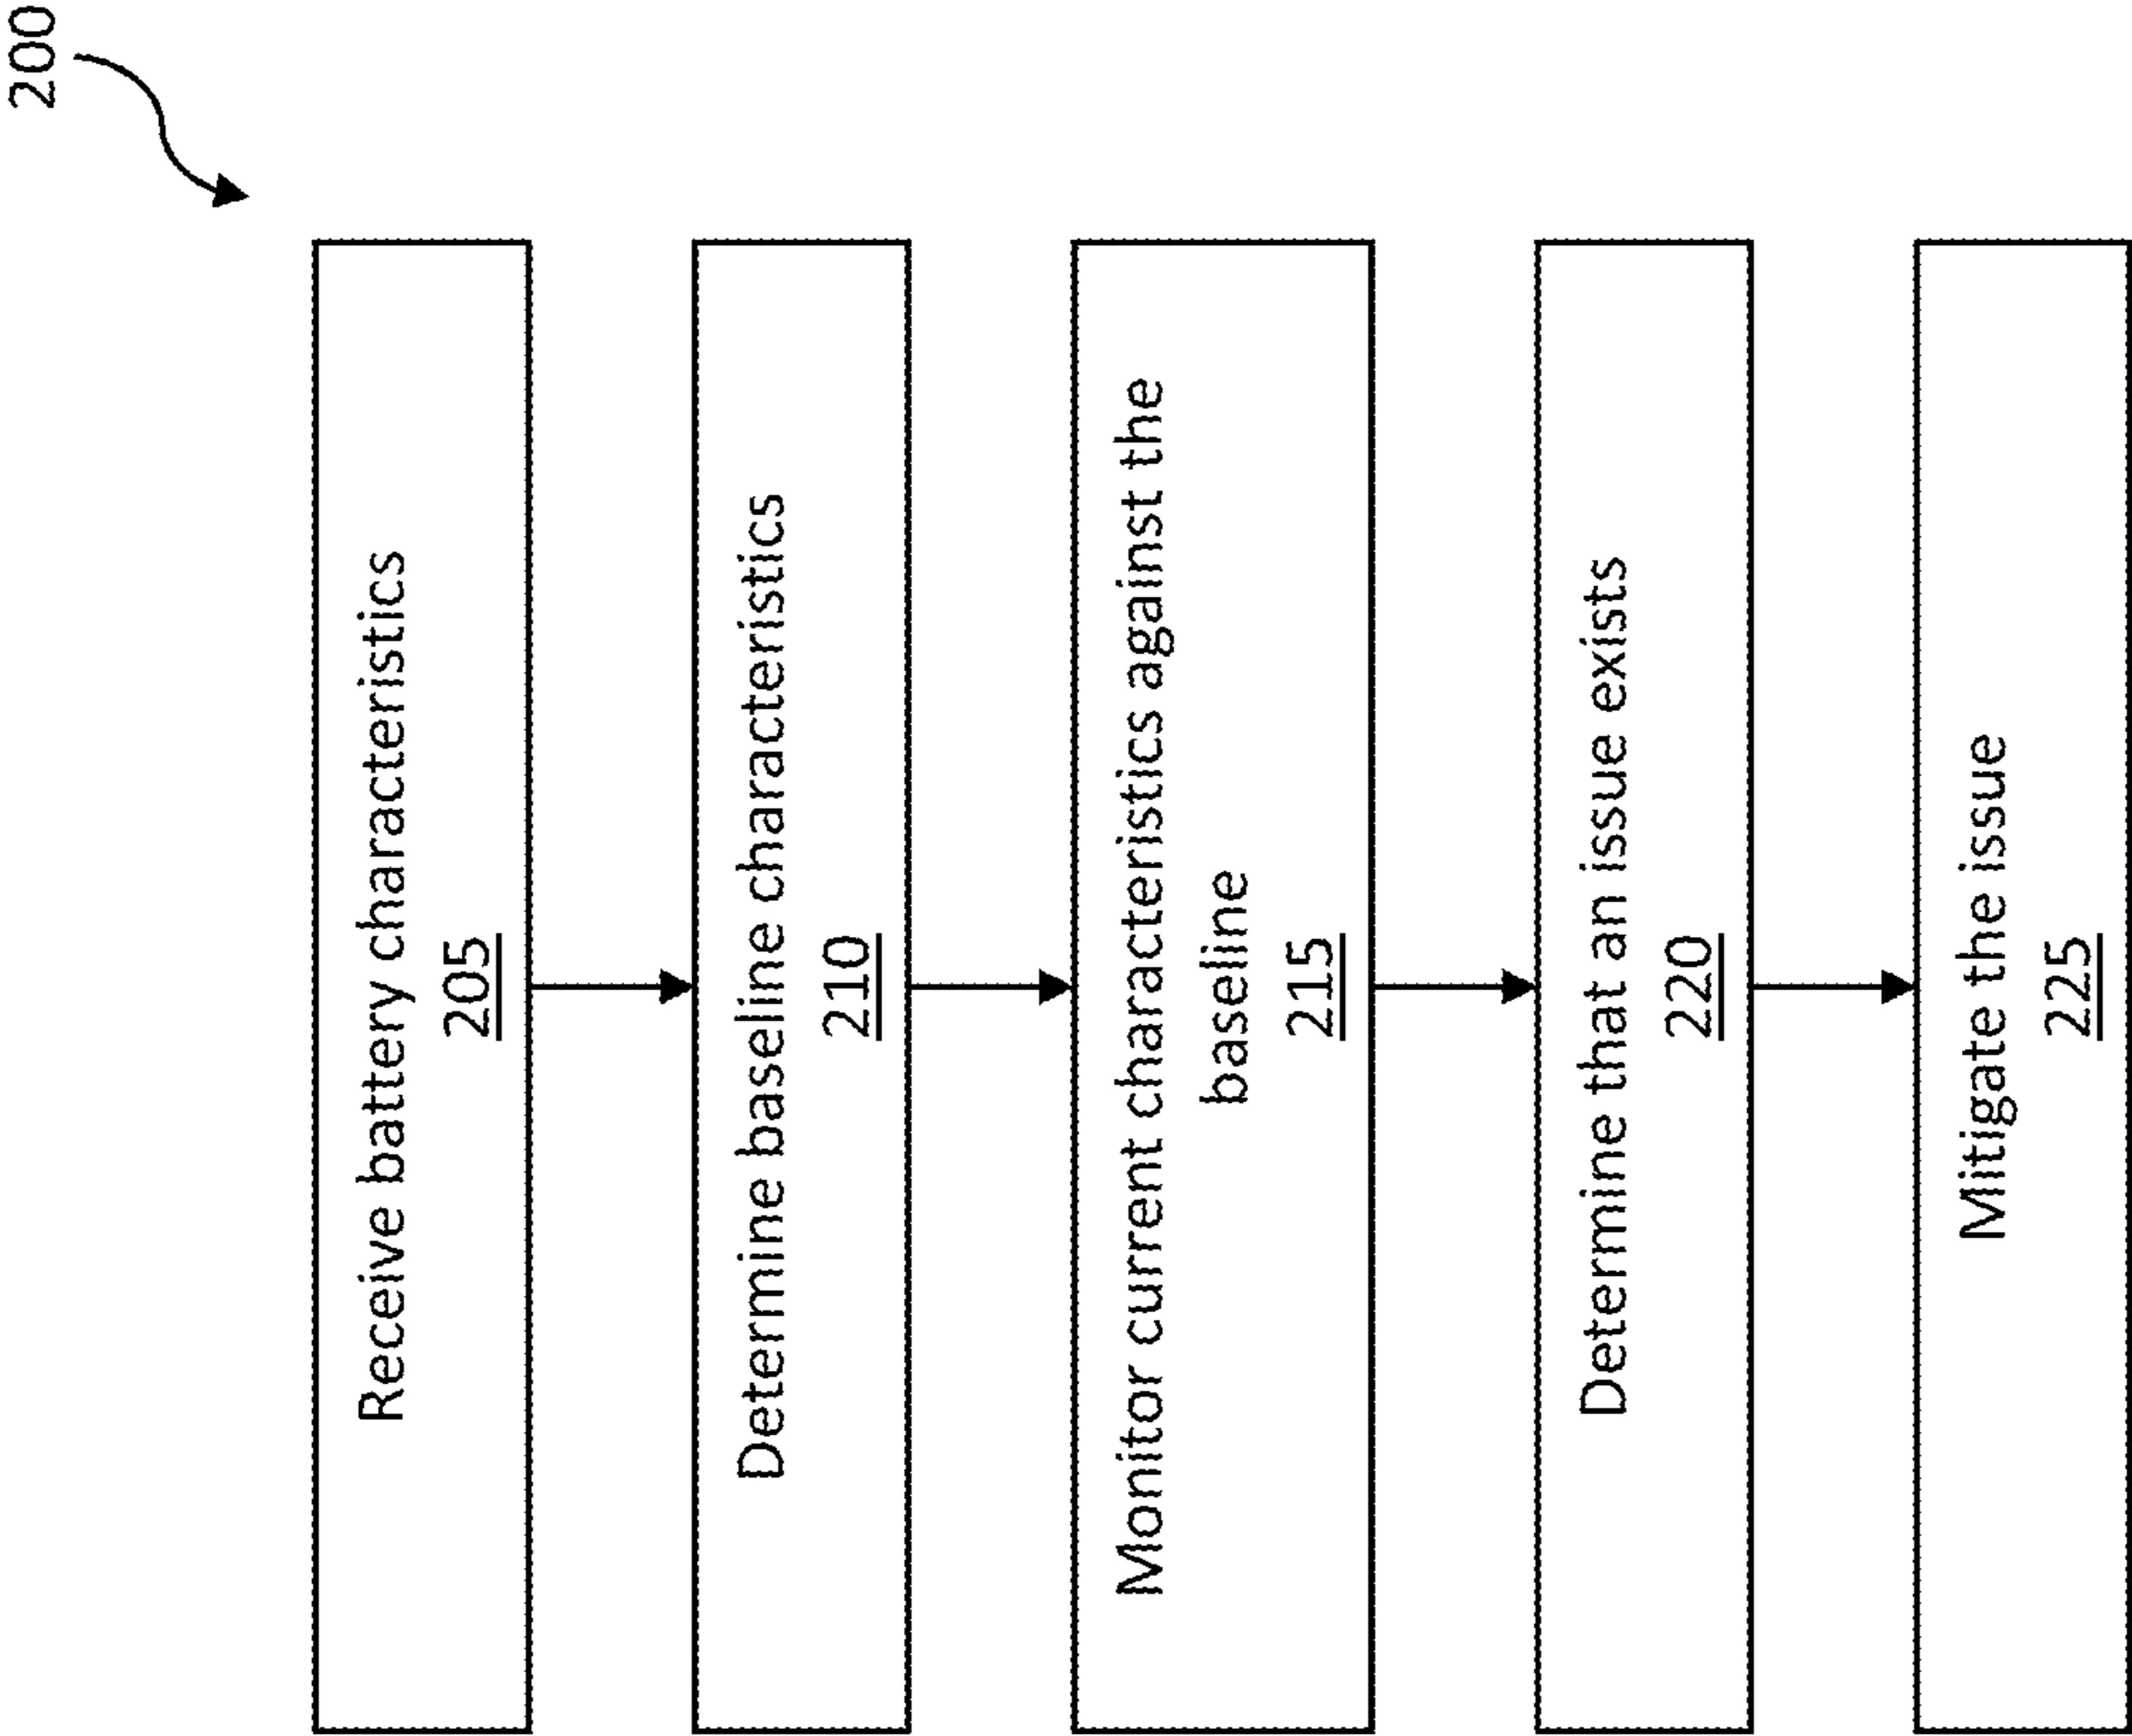 200
Receive battery characteristics
205
Determine baseline characteristics
210
Monitor current characteristics against the
baseline
215
Determine that an issue exists
220
Mitigate the issue
225